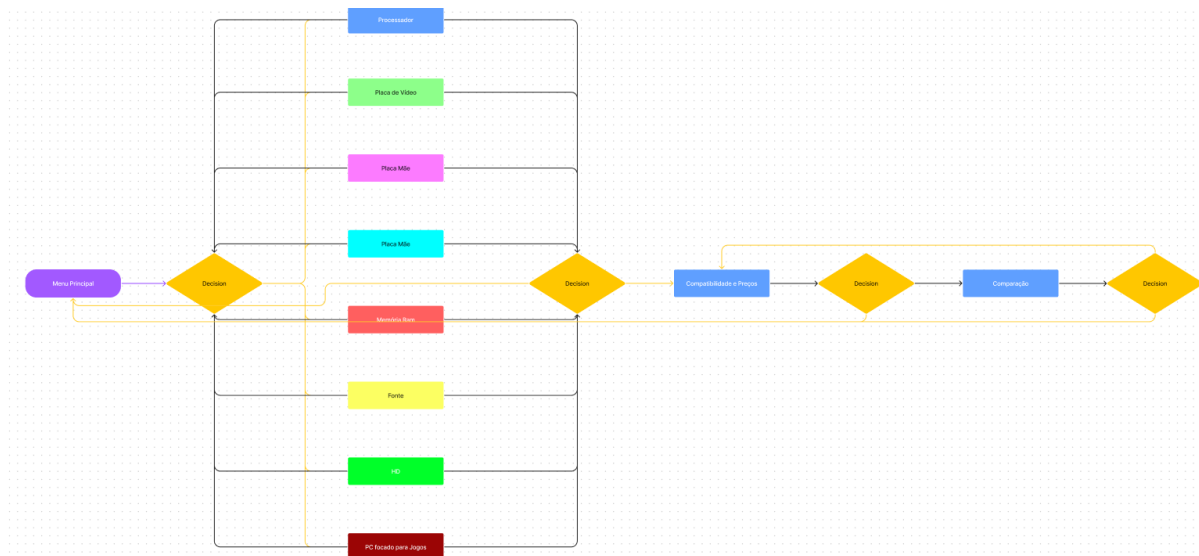 Processador
Placa de Vídeo
Placa Mãe
Placa Mãe
Menu Principal
Decision
Decision
Compatibilidade e Preços
Decision
Comparação
Decision
Memória Ram
Fonte
HD
PC focado para Jogos